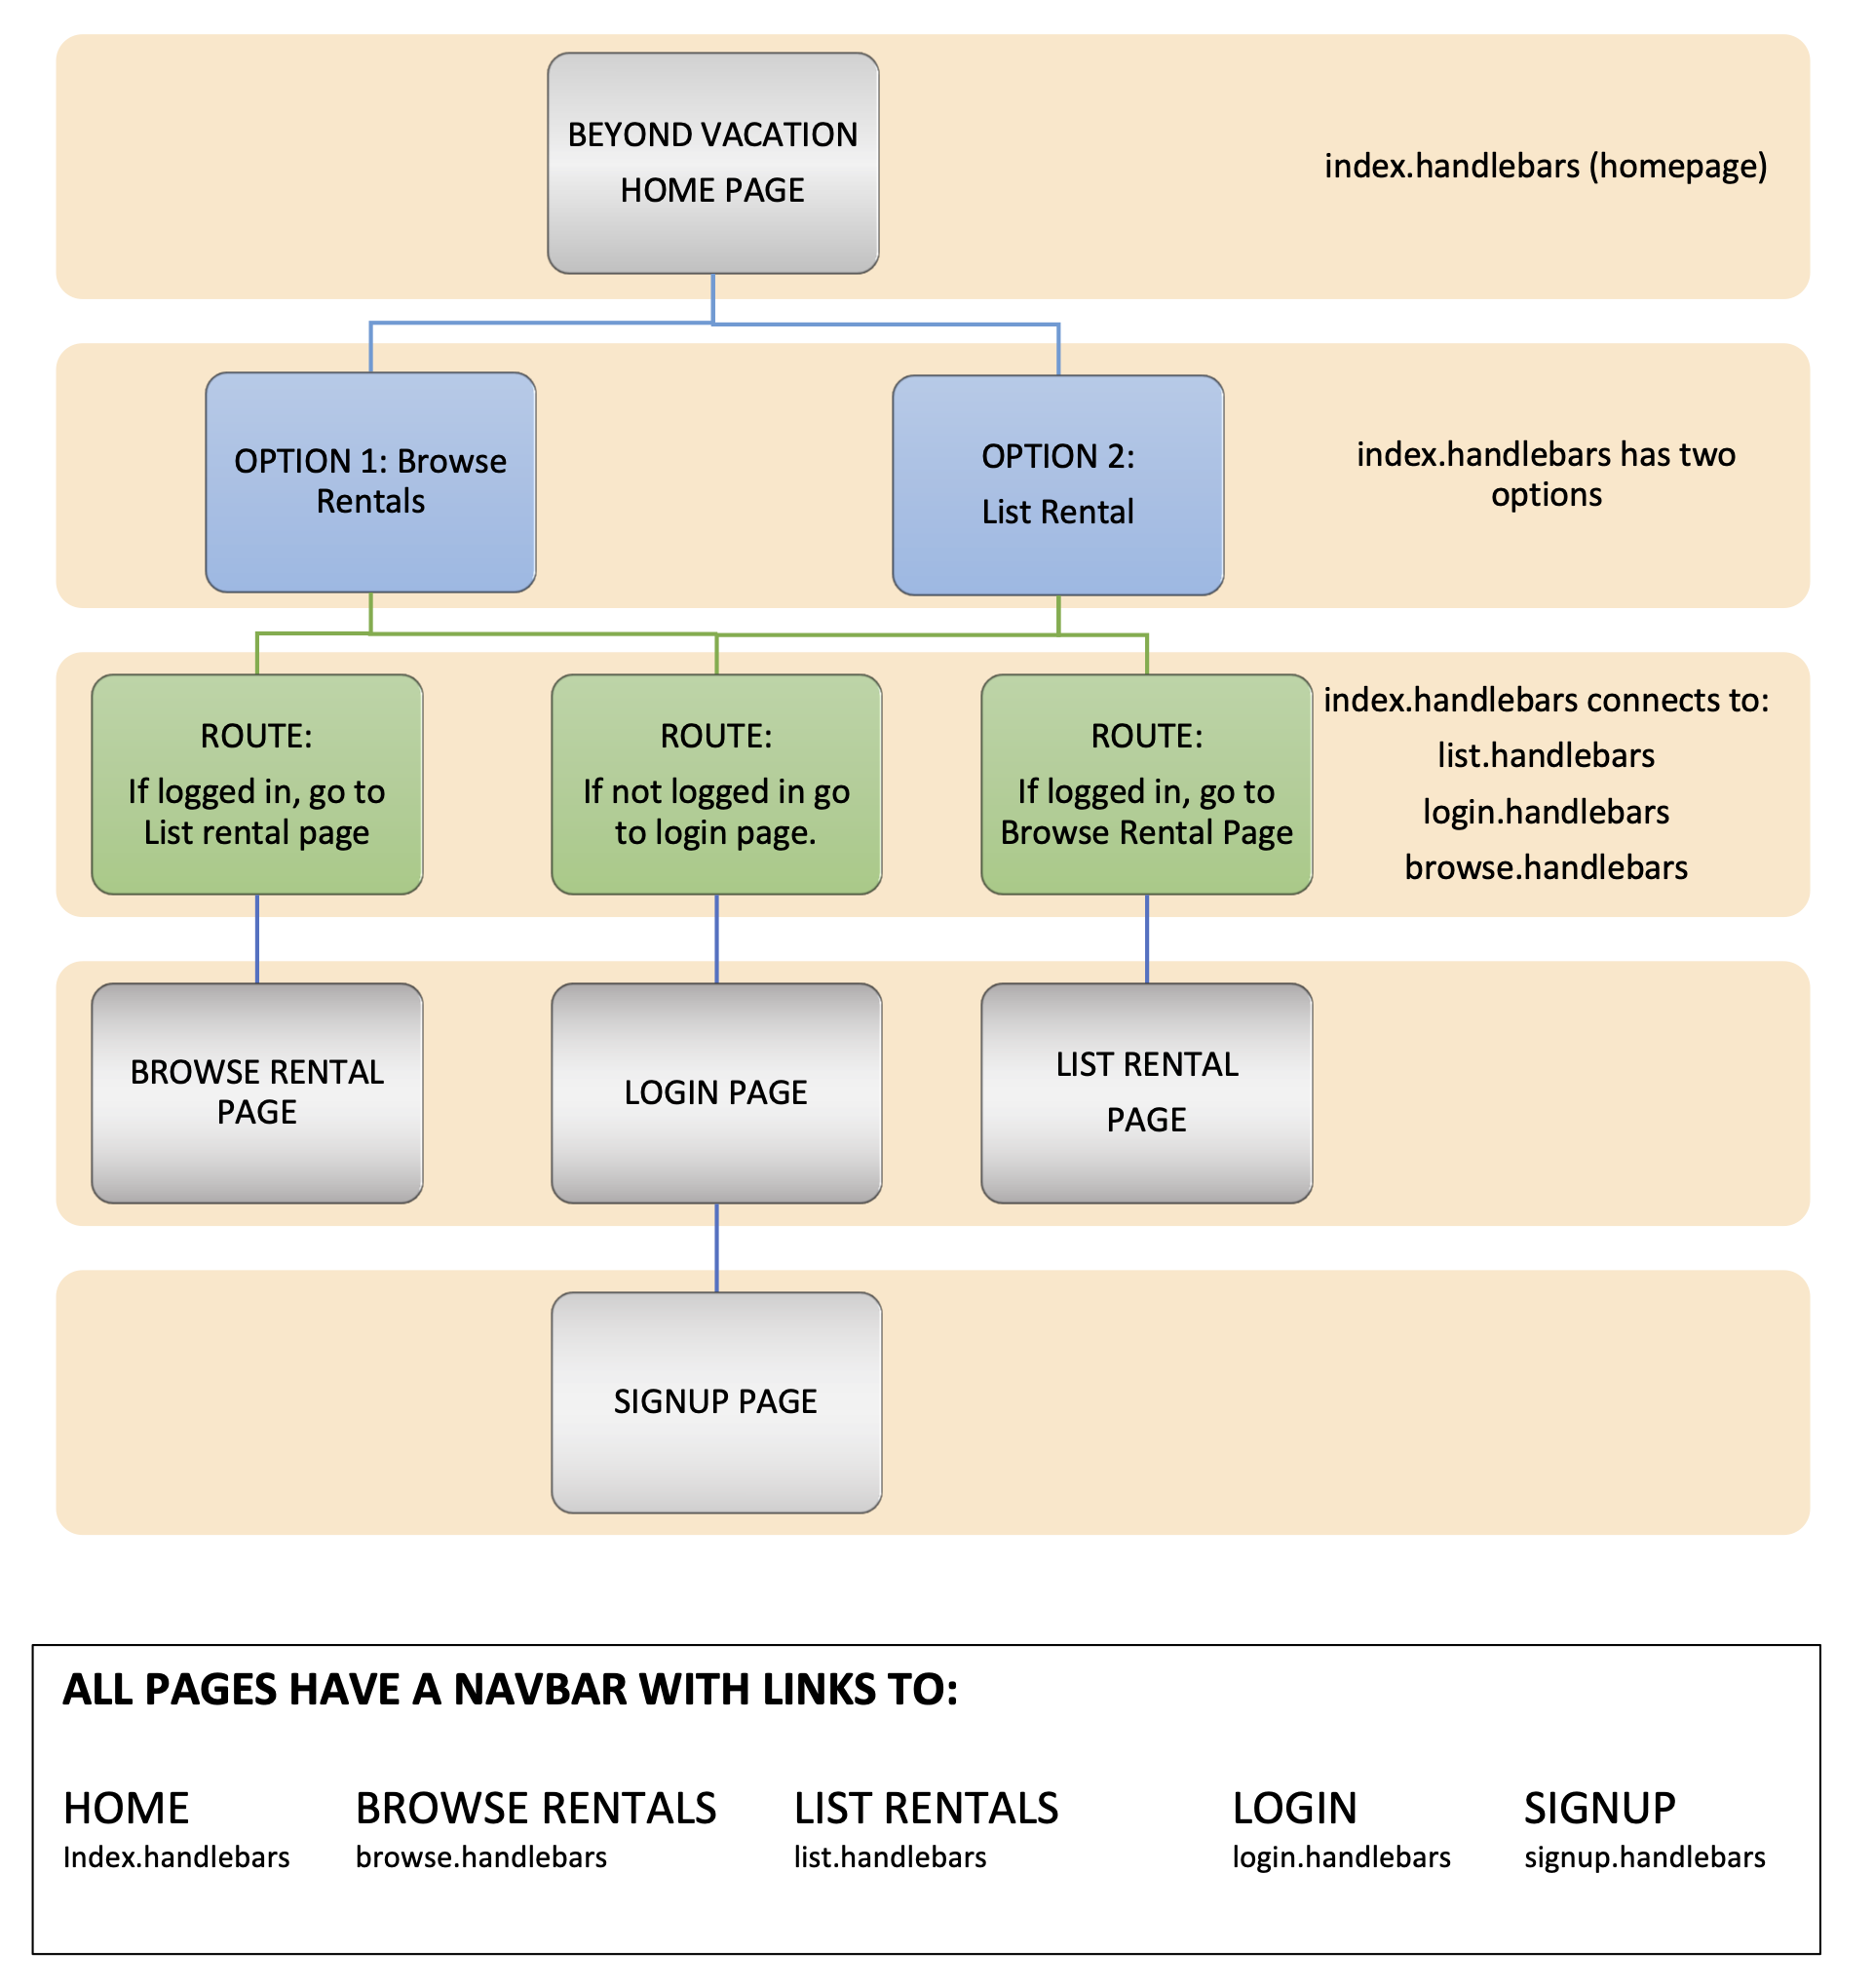 BEYOND VACATION
HOME PAGE
index.handlebars (homepage)
OPTION 1: Browse
Rentals
OPTION 2:
List Rental
index.handlebars has two
options
ROUTE:
If logged in, go to
List rental page
ROUTE:
If not logged in go
to login page.
ROUTE:
If logged in, go to
Browse Rental Page
index.handlebars connects to:
list.handlebars
login.handlebars
browse.handlebars
BROWSE RENTAL
PAGE
LOGIN PAGE
LIST RENTAL
PAGE
SIGNUP PAGE
ALL PAGES HAVE A NAVBAR WITH LINKS TO:
HOME
Index.handlebars
BROWSE RENTALS
browse.handlebars
LIST RENTALS
list.handlebars
LOGIN
login.handlebars
SIGNUP
signup.handlebars